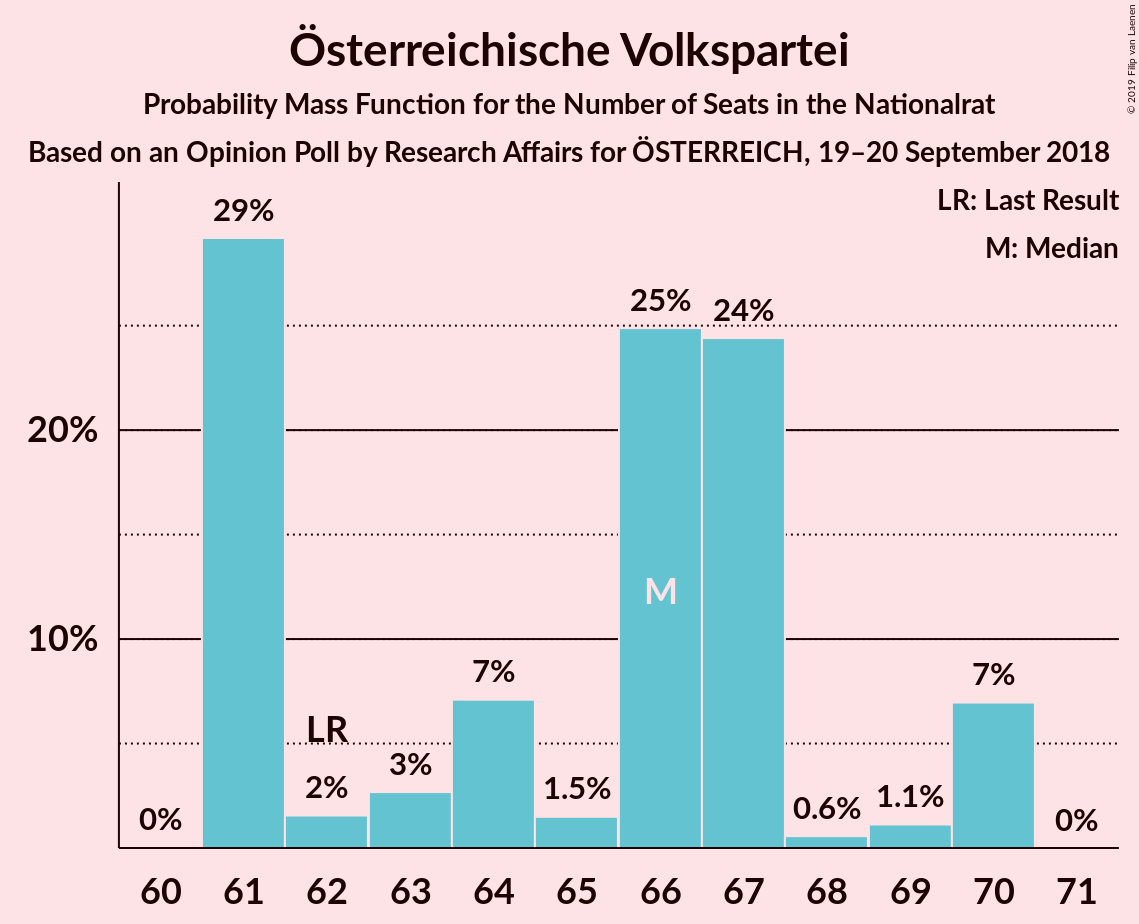 Österreichische Volkspartei
Probability Mass Function for the Number of Seats in the Nationalrat
Based on an Opinion Poll by Research Affairs for ÖSTERREICH, 19–20 September 2018
© 2019 Filip van Laenen
LR: Last Result
M: Median
29%
25%
24%
20%
M
10%
7%
7%
LR
3%
2%
1.5%
1.1%
0.6%
0%
0%
60 61 62 63 64 65 66 67 68 69 70 71